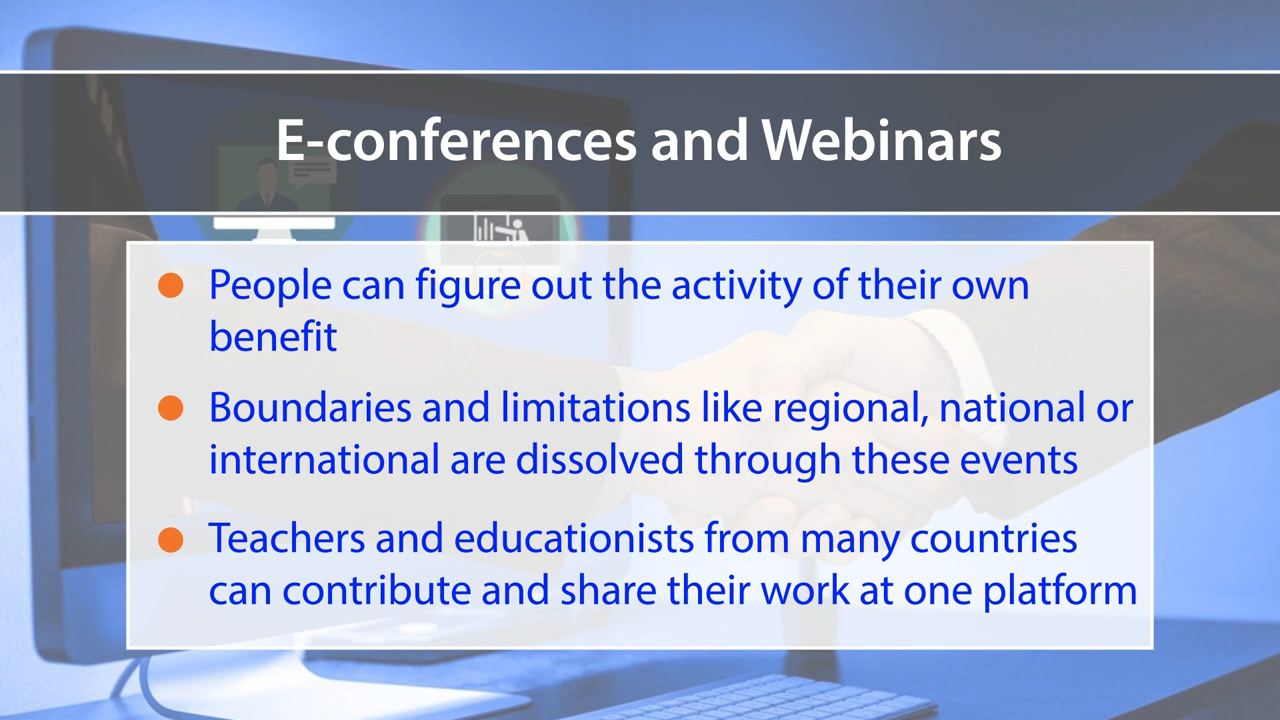 E-conferences and Webinars
People can figure out the activity of their own
benefit
Boundaries and limitations like regional, national or
international are dissolved through these events
Teachers and educationists from many countries
can contribute and share their work at one platform